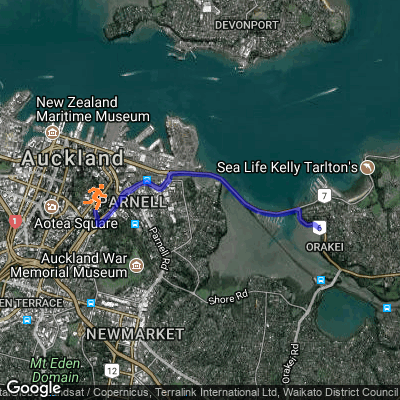 DEVONPORT
New Zealand
Maritime Museum
Auckland
Sea Life Kelly Tarlton's
7
PARNELL
1
Aotea Square
6
ORAKEI
Parnell Rd
Auckland War
Memorial Museum
EN TERRACE
Shore Rd
NEWMARKET
Orakei Rd
Mt Eden
Domain
12
Google
ndsat / Copernicus, Terralink International Ltd, Waikato District Council